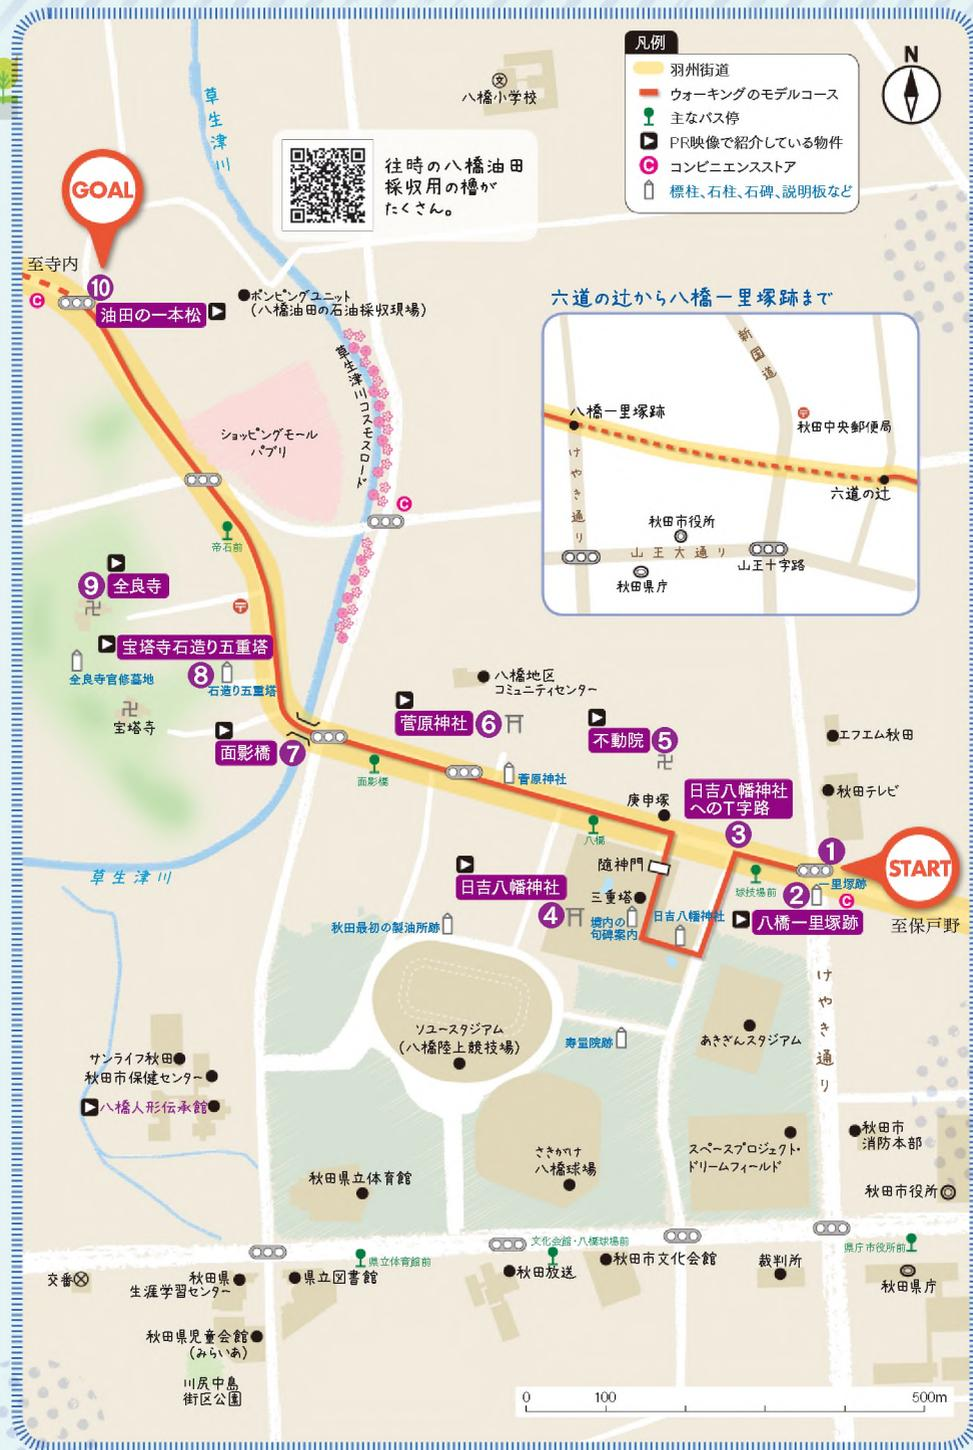 草生津川
八橋小学校
文
凡例
羽州街道
ウォーキングのモデルコース
主なバス停
PR映像で紹介している物件
C コンビニエンスストア
標柱、石柱、石碑、説明板など
N
往時の八橋油田
採収用の櫓が
たくさん。
GOAL
至寺内
C
10
油田の一本松
ポンピングユニット
(八橋油田の石油採収現場)
草生津川コスモスロード
ショッピングモール
パブリ
C
帝石前
六道の辻から八橋一里塚跡まで
新国道
八橋一里塚跡
秋田中央郵便局
けやき通り
六道の辻
秋田市役所
山王大通り
山王十字路
秋田県庁
9 全良寺
宝塔寺石造り五重塔
全良寺官修墓地
8
石造り五重塔
宝塔寺
面影橋 7
八橋地区
コミュニティセンター
菅原神社 6
不動院 5
面影橋
菅原神社
エフエム秋田
秋田テレビ
庚申塚
日吉八幡神社
へのT字路
3
八橋
1
START
随神門
球技場前
2
一里塚跡
C
八橋一里塚跡
至保戸野
草生津川
日吉八幡神社
4
三重塔
境内の
句碑案内
日吉八幡神社
秋田最初の製油所跡
けやき通り
ソユースタジアム
(八橋陸上競技場)
寿量院跡
あきぎんスタジアム
サンライフ秋田
秋田市保健センター
八橋人形伝承館
秋田県立体育館
さきがけ
八橋球場
スペースプロジェクト・
ドリームフィールド
秋田市
消防本部
秋田市役所
県立体育館前
文化会館・八橋球場前
県庁市役所前
交番
秋田県
生涯学習センター
県立図書館
秋田放送
秋田市文化会館
裁判所
秋田県庁
秋田県児童会館
(みらいあ)
川尻中島
街区公園
0 100 500m